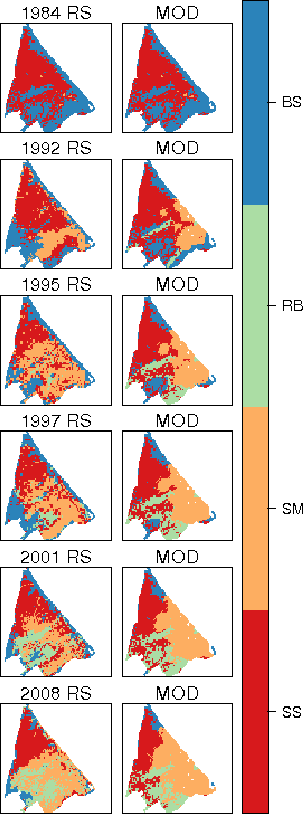 1984 RS MOD
1992 RS MOD
1995 RS MOD
1997 RS MOD
2001 RS MOD
2008 RS MOD
BS
RB
SM
SS